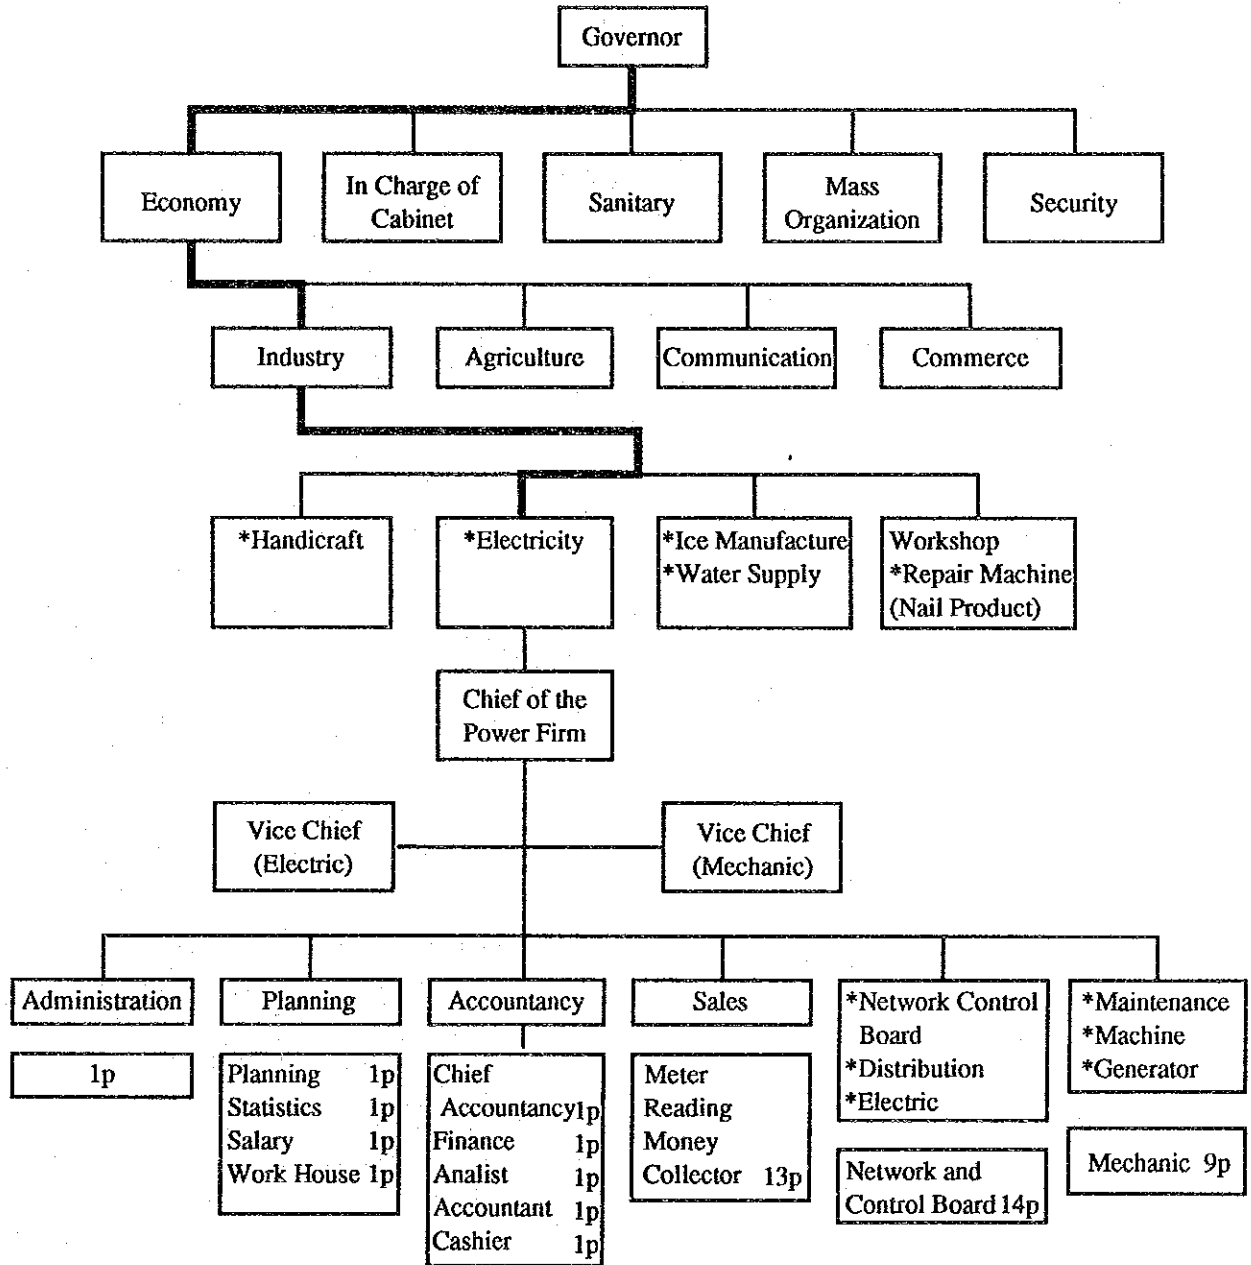 Governor
Economy
In Charge of
Cabinet
Sanitary
Mass
Organization
Security
Industry
Agriculture
Communication
Commerce
*Handicraft
*Electricity
*Ice Manufacture
*Water Supply
Workshop
*Repair Machine
(Nail Product)
Chief of the
Power Firm
Vice Chief
(Electric)
Vice Chief
(Mechanic)
Administration
1p
Planning
Planning 1p
Statistics 1p
Salary 1p
Work House 1p
Accountancy
Chief
Accountancy 1p
Finance 1p
Analist 1p
Accountant 1p
Cashier 1p
Sales
Meter
Reading
Money
Collector 13p
*Network Control
Board
*Distribution
*Electric
Network and
Control Board 14p
*Maintenance
*Machine
*Generator
Mechanic 9p